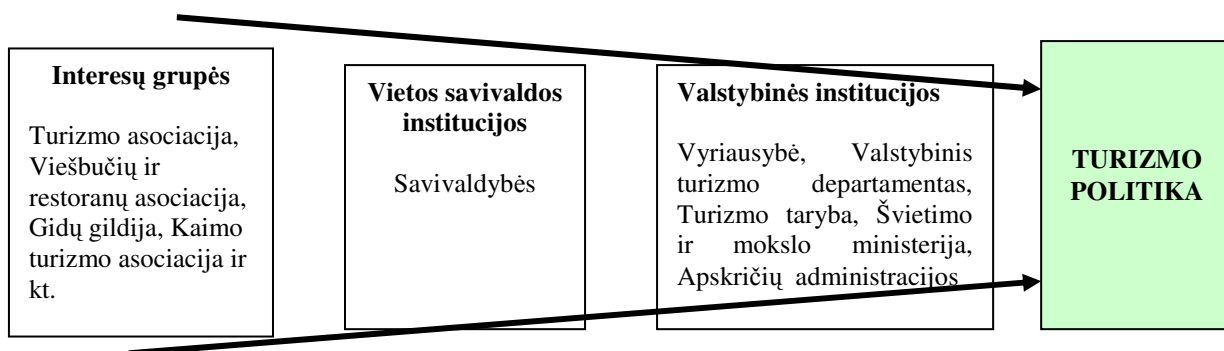 Interesų grupės
Turizmo asociacija,
Viešbučių ir
restoranų asociacija,
Gidų gildija, Kaimo
turizmo asociacija ir
kt.
Vietos savivaldos
institucijos
Savivaldybės
Valstybinės institucijos
Vyriausybė, Valstybinis
turizmo departamentas,
Turizmo taryba, Švietimo
ir mokslo ministerija,
Apskričių administracijos
TURIZMO
POLITIKA